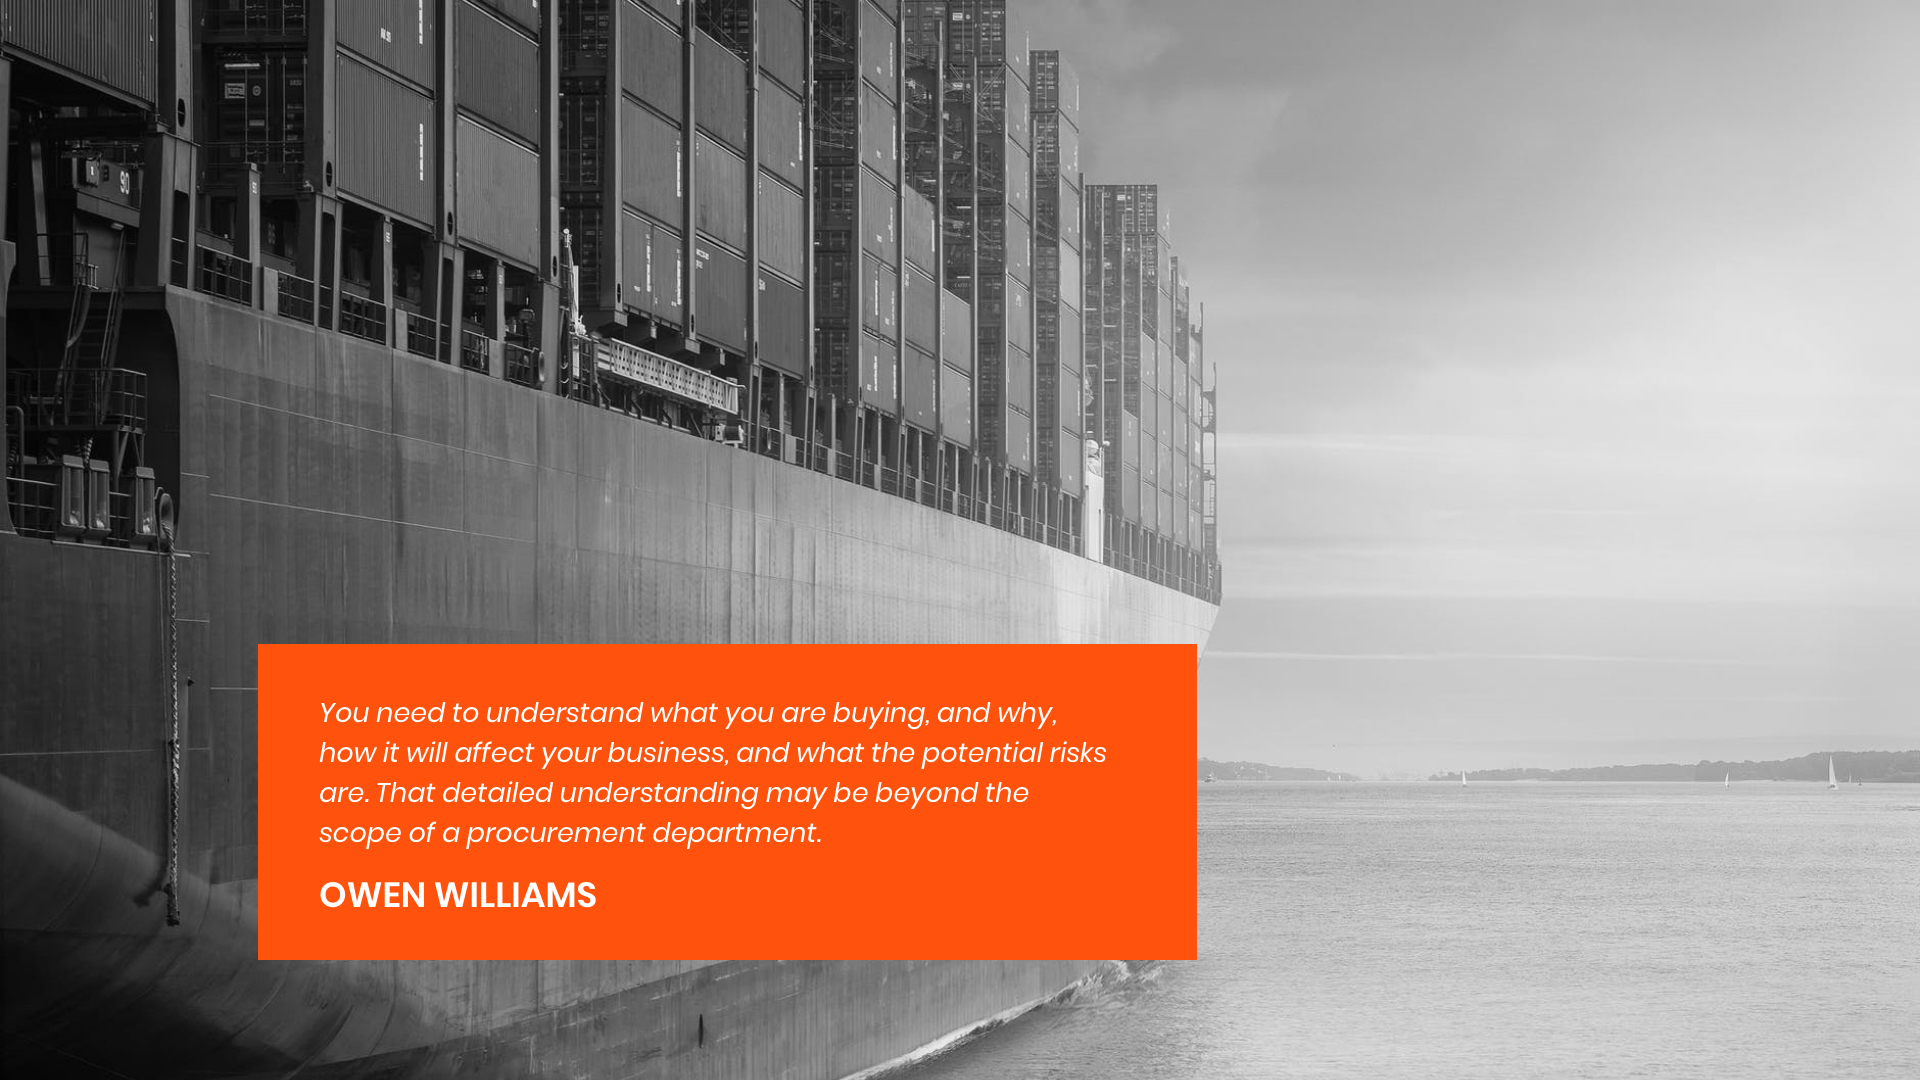 90
You need to understand what you are buying, and why,
how it will affect your business, and what the potential risks
are. That detailed understanding may be beyond the
scope of a procurement department.
OWEN WILLIAMS